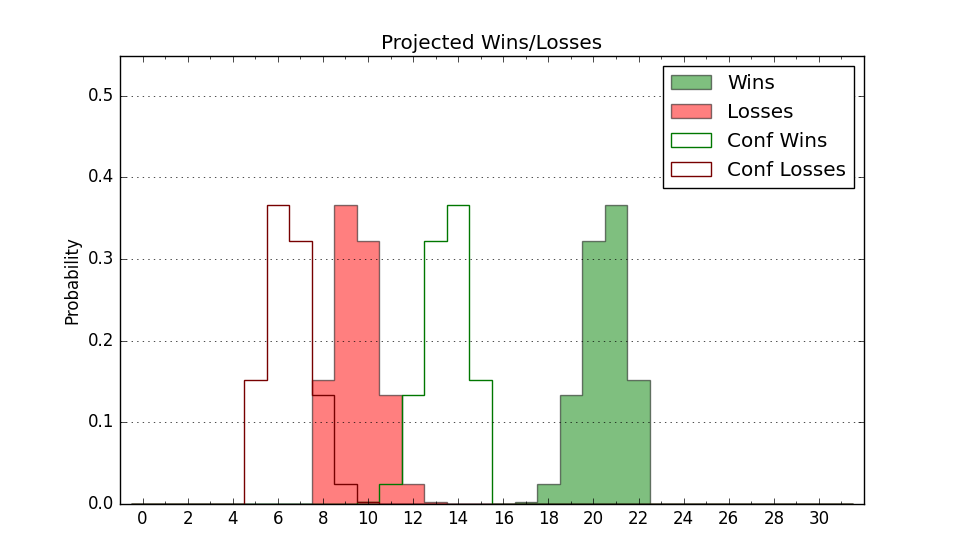 Projected Wins/Losses
Wins
Losses
Conf Wins
Conf Losses
Probability
0.5
0.4
0.3
0.2
0.1
0.0
0 2 4 6 8 10 12 14 16 18 20 22 24 26 28 30